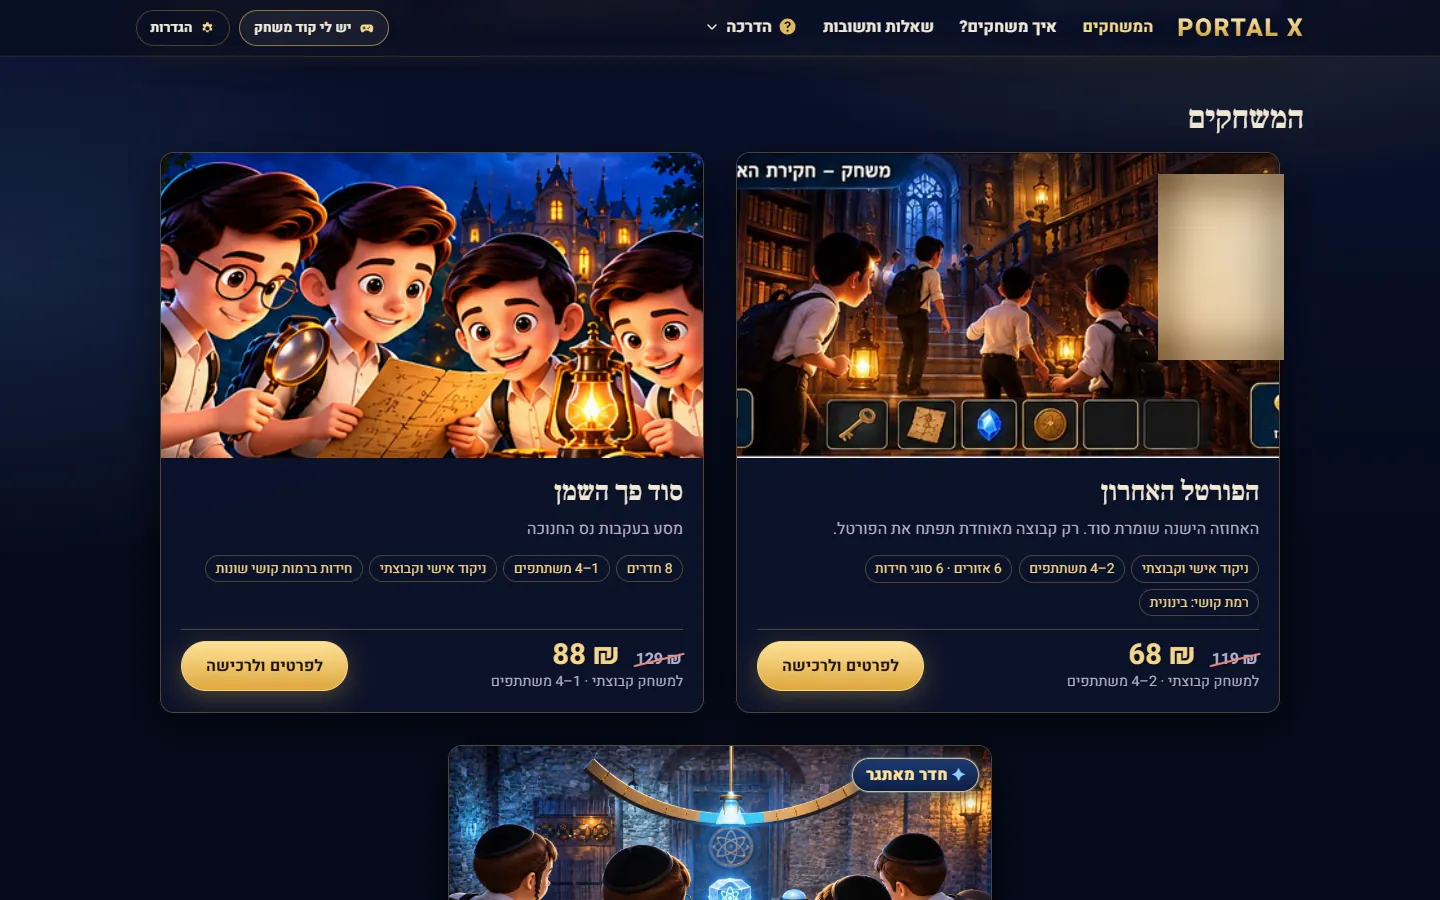 PORTAL X
המשחקים
איך משחקים?
שאלות ותשובות
? הדרכה
יש לי קוד משחק
הגדרות
המשחקים
משחק – חקירת הא
הפורטל האחרון
האחוזה הישנה שומרת סוד. רק קבוצה מאוחדת תפתח את הפורטל.
ניקוד אישי וקבוצתי
2–4 משתתפים
6 אזורים · 6 סוגי חידות
רמת קושי: בינונית
119 ₪
68 ₪
למשחק קבוצתי · 2–4 משתתפים
לפרטים ולרכישה
סוד פך השמן
מסע בעקבות נס החנוכה
8 חדרים
1–4 משתתפים
ניקוד אישי וקבוצתי
חידות ברמות קושי שונות
129 ₪
88 ₪
למשחק קבוצתי · 1–4 משתתפים
לפרטים ולרכישה
חדר מאתגר